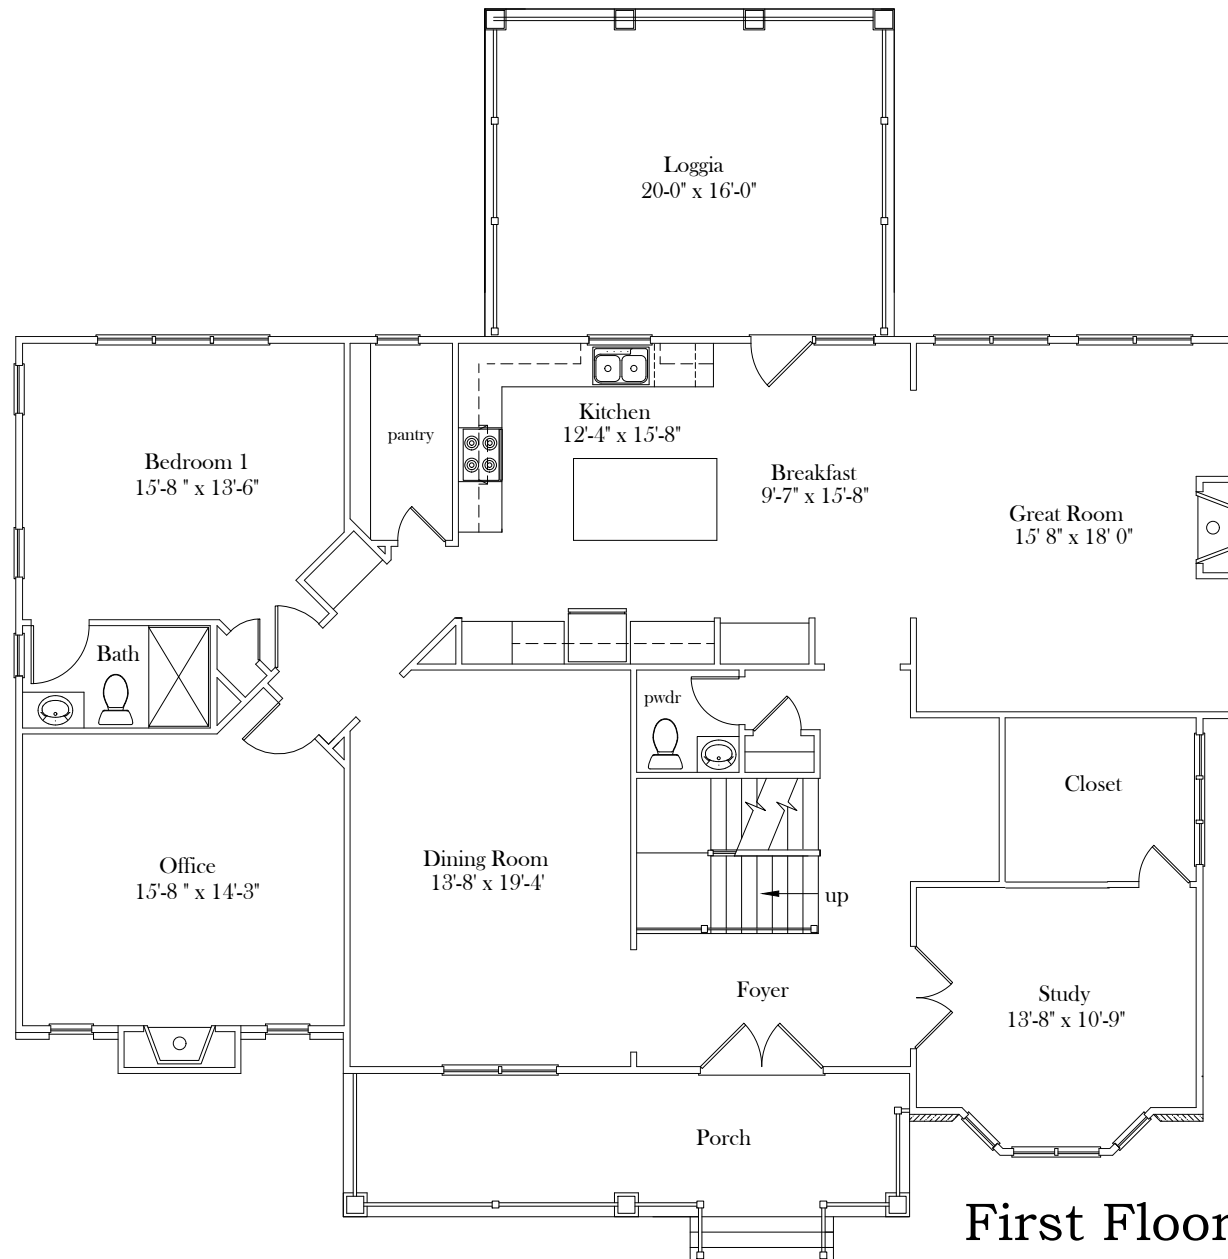 Loggia
20-0" x 16'-0"
Kitchen
12'-4" x 15'-8"
pantry
Bedroom 1
15'-8 " x 13'-6"
Breakfast
9'-7" x 15'-8"
Great Room
15' 8" x 18' 0"
Bath
pwdr
Closet
Office
15'-8 " x 14'-3"
Dining Room
13'-8' x 19'-4'
up
Foyer
Study
13'-8" x 10'-9"
Porch
First Floor